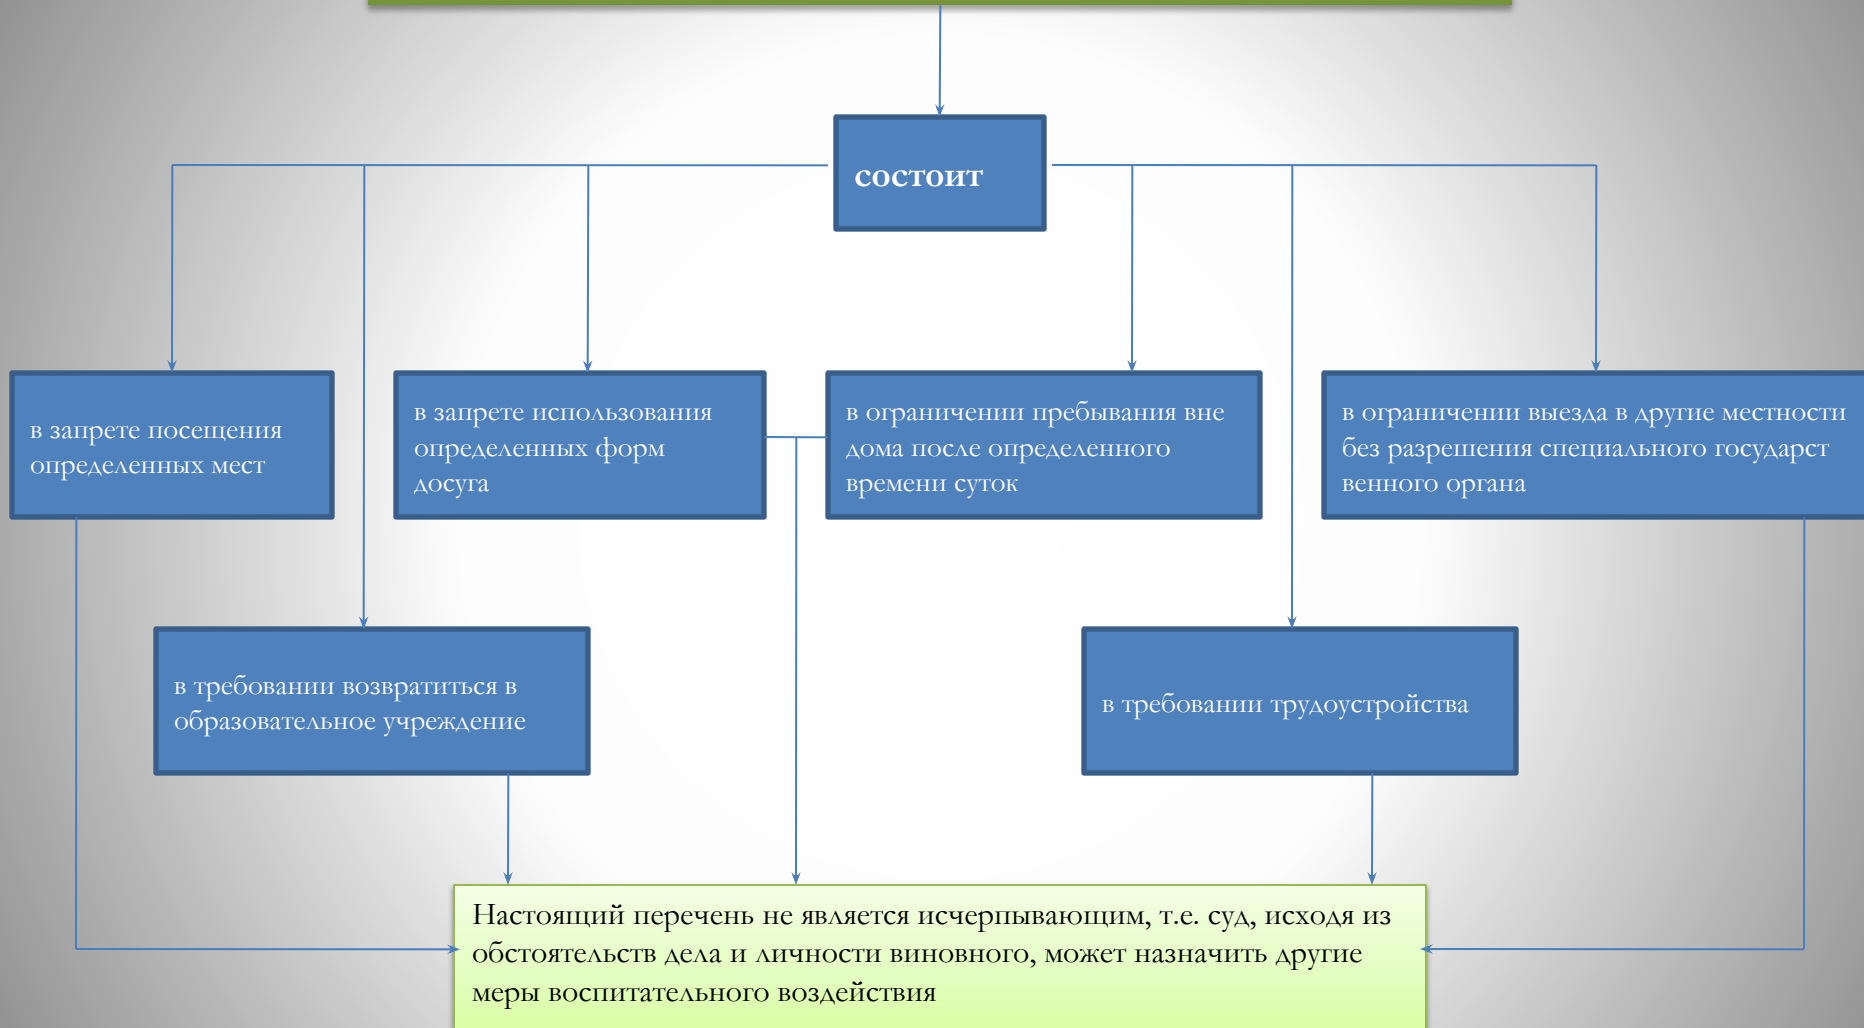 состоит
в запрете посещения
определенных мест
в запрете использования
определенных форм
досуга
в ограничении пребывания вне
дома после определенного
времени суток
в ограничении выезда в другие местности
без разрешения специального государст
венного органа
в требовании возвратиться в
образовательное учреждение
в требовании трудоустройства
Настоящий перечень не является исчерпывающим, т.е. суд, исходя из
обстоятельств дела и личности виновного, может назначить другие
меры воспитательного воздействия